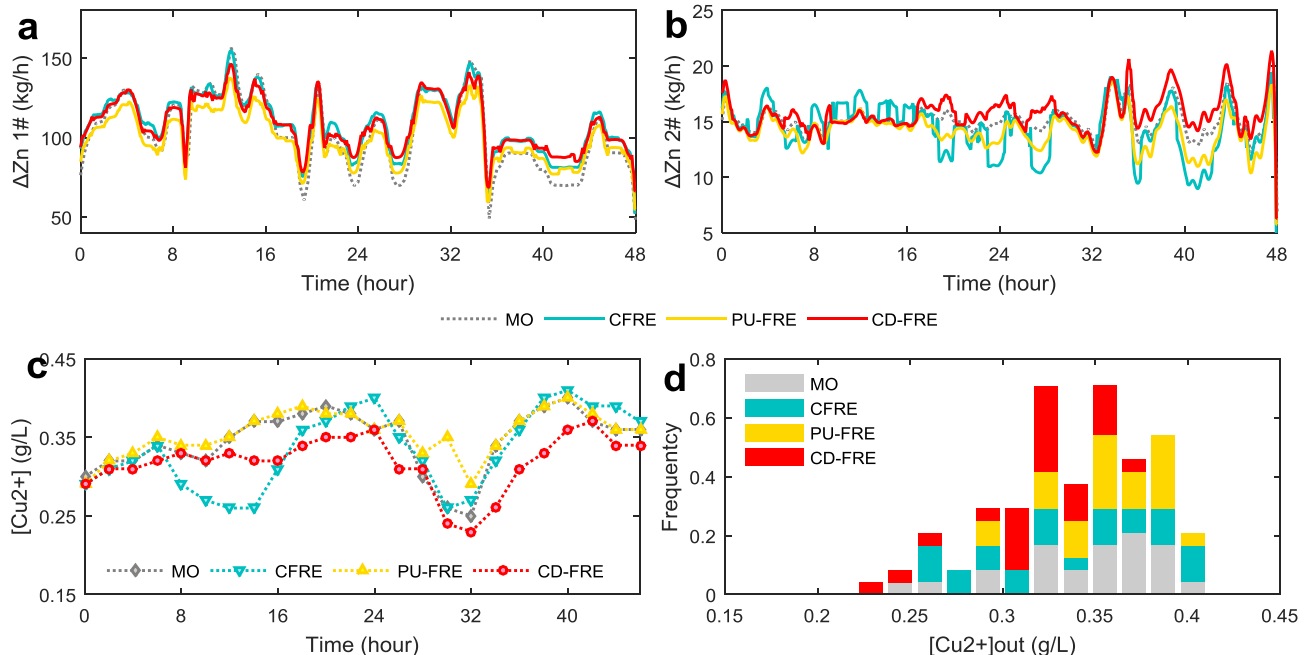 a
ΔZn 1# (kg/h)
150
100
50
0
8
16
24
32
40
48
Time (hour)
b
ΔZn 2# (kg/h)
25
20
15
10
5
0
8
16
24
32
40
48
Time (hour)
MO
CFRE
PU-FRE
CD-FRE
c
[Cu2+] (g/L)
0.45
0.35
0.25
0.15
0
8
16
24
32
40
Time (hour)
MO
CFRE
PU-FRE
CD-FRE
d
Frequentcy
0.8
0.6
0.4
0.2
0
0.15
0.2
0.25
0.3
0.35
0.4
0.45
[Cu2+]out (g/L)
MO
CFRE
PU-FRE
CD-FRE